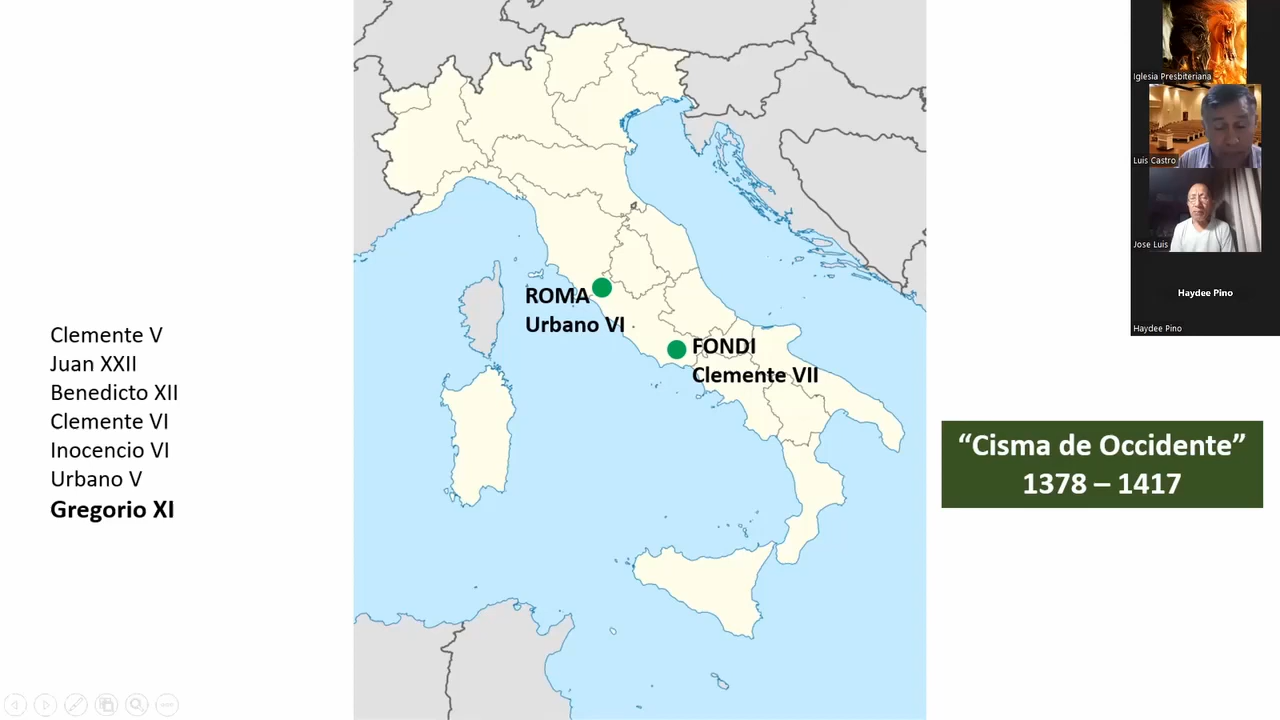 Clemente V
Juan XXII
Benedicto XII
Clemente VI
Inocencio VI
Urbano V
Gregorio XI
ROMA
Urbano VI
FONDI
Clemente VII
“Cisma de Occidente”
1378 – 1417
Iglesia Presbiteriana
Luis Castro
Jose Luis
Haydee Pino
Haydee Pino